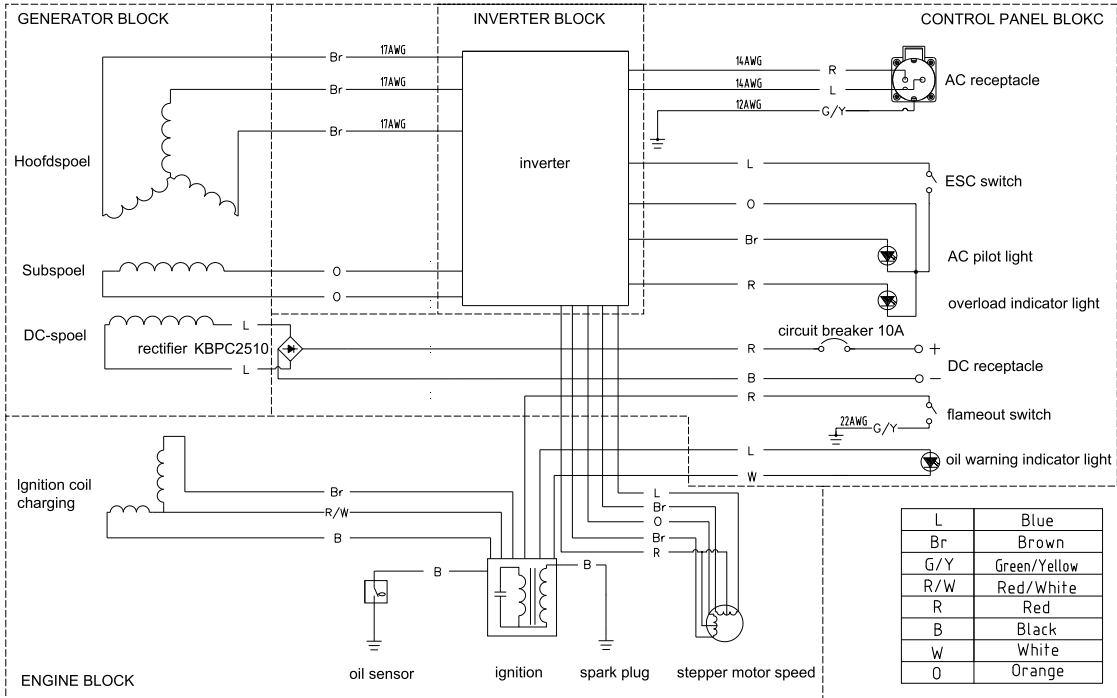 GENERATOR BLOCK
INVERTER BLOCK
CONTROL PANEL BLOKC
Br 17AWG
Br 17AWG
Br 17AWG
Hoofdspoel
inverter
14AWG R
14AWG L
12AWG G/Y
AC receptacle
L
ESC switch
O
Br
AC pilot light
R
overload indicator light
Subspoel
O
O
DC-spoel
L
rectifier KBPC2510
L
circuit breaker 10A
R
+
DC receptacle
B
–
R
flameout switch
22AWG G/Y
L
oil warning indicator light
W
Ignition coil
charging
Br
R/W
B
L
Br
O
Br
R
B
B
oil sensor
ignition
spark plug
stepper motor speed
ENGINE BLOCK
L Blue
Br Brown
G/Y Green/Yellow
R/W Red/White
R Red
B Black
W White
O Orange